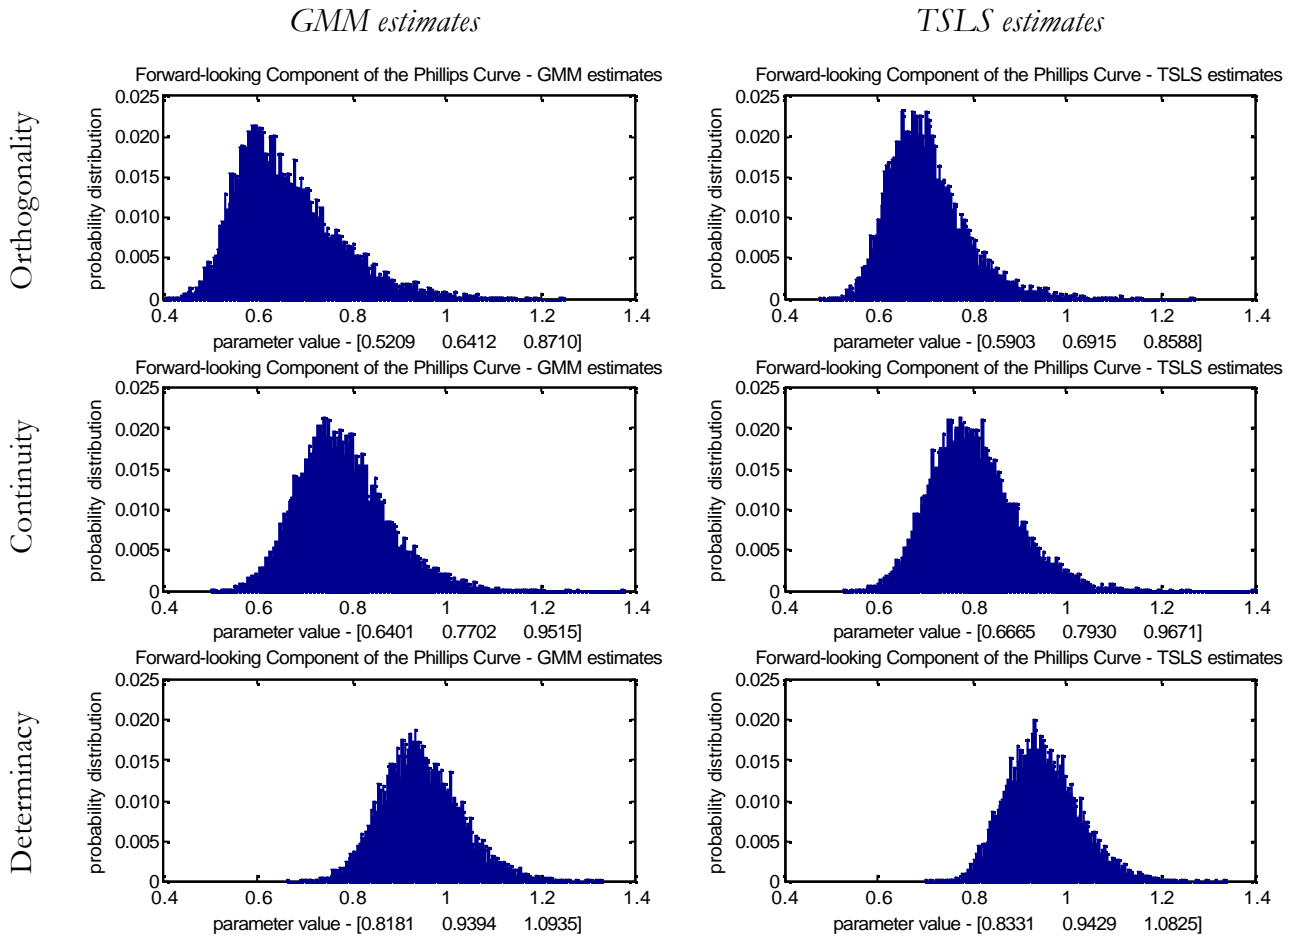 GMM estimates
TSLS estimates
Orthogonality
Forward-looking Component of the Phillips Curve - GMM estimates
probability distribution
0.025
0.020
0.015
0.010
0.005
0
0.4 0.6 0.8 1 1.2 1.4
parameter value - [0.5209 0.6412 0.8710]
Forward-looking Component of the Phillips Curve - TSLS estimates
probability distribution
0.025
0.020
0.015
0.010
0.005
0
0.4 0.6 0.8 1 1.2 1.4
parameter value - [0.5903 0.6915 0.8588]
Continuity
Forward-looking Component of the Phillips Curve - GMM estimates
probability distribution
0.025
0.020
0.015
0.010
0.005
0
0.4 0.6 0.8 1 1.2 1.4
parameter value - [0.6401 0.7702 0.9515]
Forward-looking Component of the Phillips Curve - TSLS estimates
probability distribution
0.025
0.020
0.015
0.010
0.005
0
0.4 0.6 0.8 1 1.2 1.4
parameter value - [0.6665 0.7930 0.9671]
Determinacy
Forward-looking Component of the Phillips Curve - GMM estimates
probability distribution
0.025
0.020
0.015
0.010
0.005
0
0.4 0.6 0.8 1 1.2 1.4
parameter value - [0.8181 0.9394 1.0935]
Forward-looking Component of the Phillips Curve - TSLS estimates
probability distribution
0.025
0.020
0.015
0.010
0.005
0
0.4 0.6 0.8 1 1.2 1.4
parameter value - [0.8331 0.9429 1.0825]